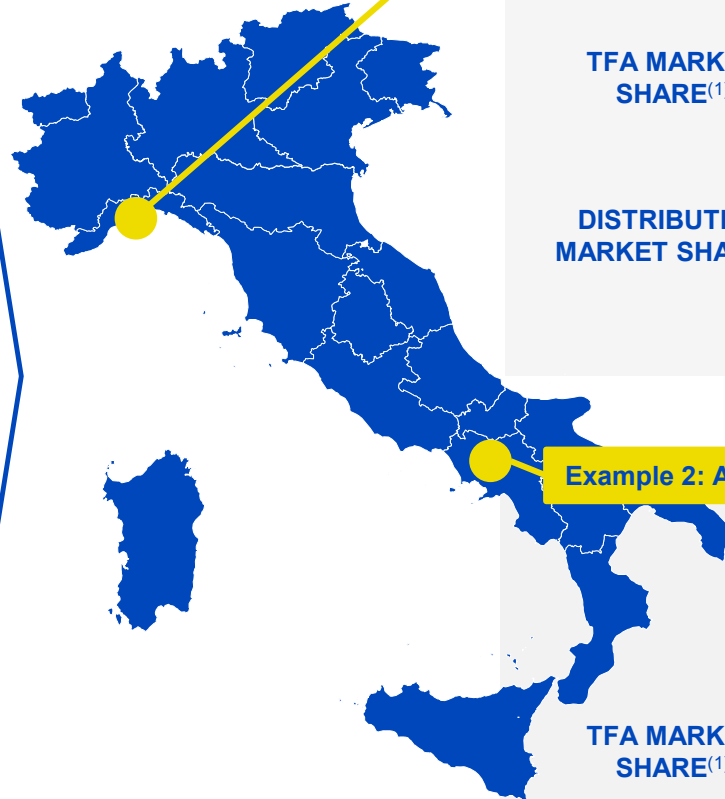 TFA MARK
SHARE(1)
DISTRIBUTI
MARKET SHA
Example 2: A
TFA MARK
SHARE(1)